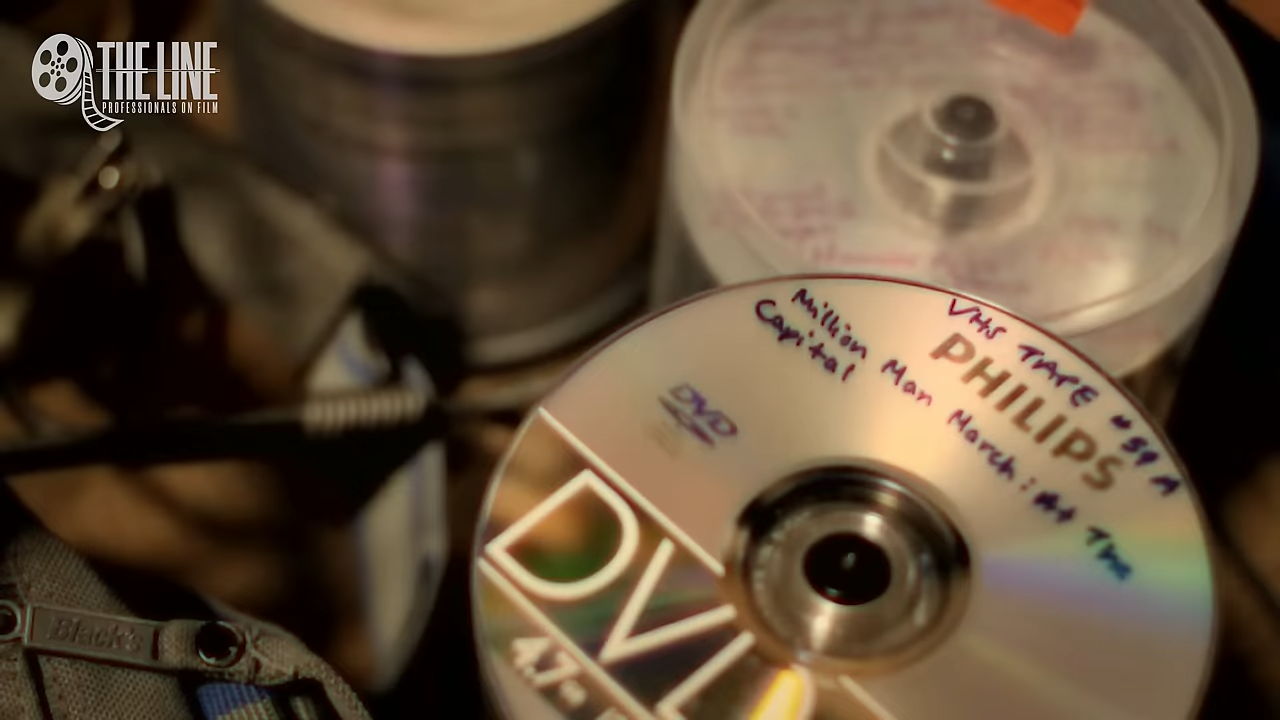 THE LINE
PROFESSIONALS ON FILM
VHS TAPE #59 A
Million Man March: At The
Capital
PHILIPS
DVD
DVD
4.7
Black's